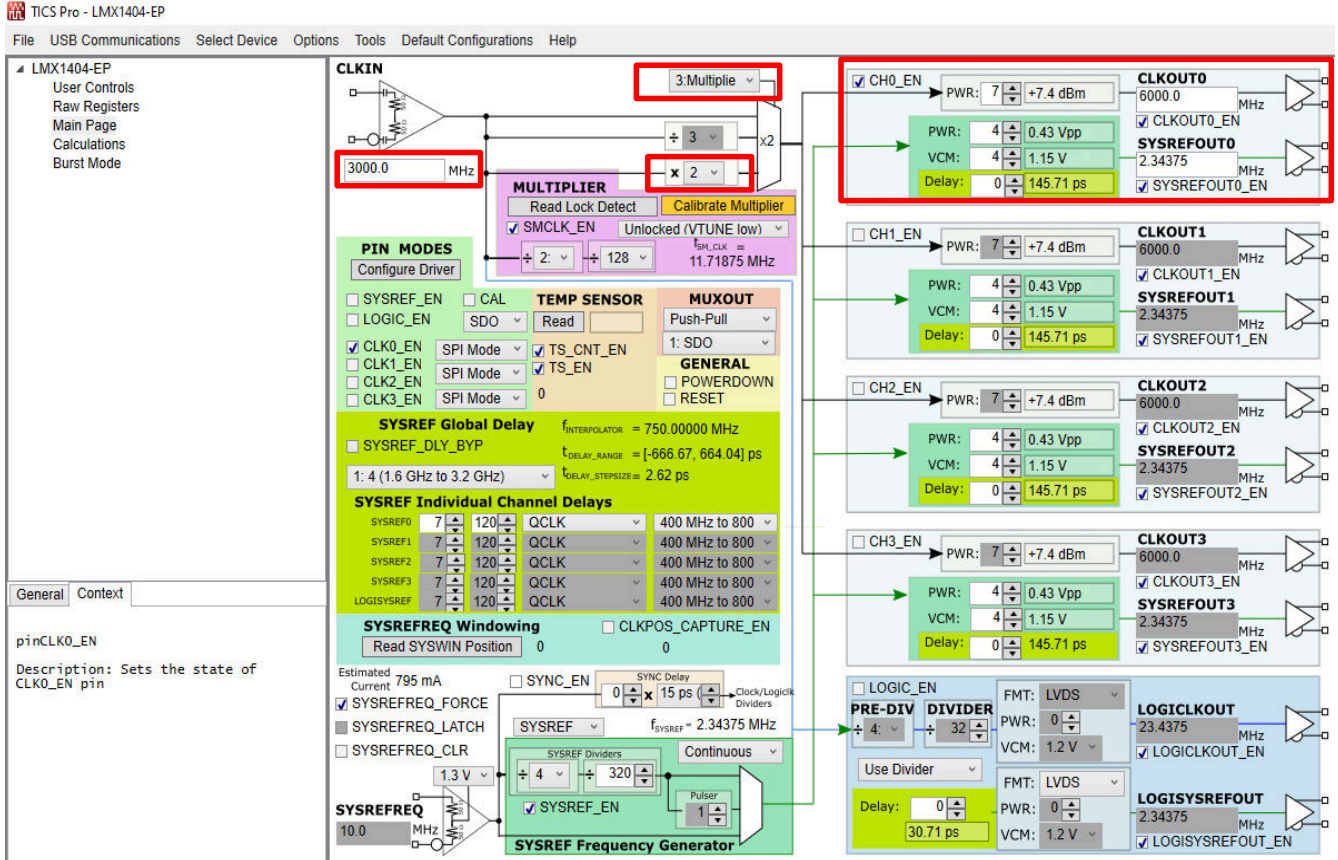 TICS Pro - LMX1404-EP
File USB Communications Select Device Options Tools Default Configurations Help
LMX1404-EP
User Controls
Raw Registers
Main Page
Calculations
Burst Mode
General Context
pinCLK0_EN
Description: Sets the state of
CLK0_EN pin
CLKIN
50 Ω
50 Ω
3000.0 MHz
3:Multiplie
÷ 3
x2
x 2
MULTIPLIER
Read Lock Detect Calibrate Multiplier
SMCLK_EN Unlocked (VTUNE low)
÷ 2: ÷ 128
fSM_CLK =
11.71875 MHz
PIN MODES
Configure Driver
SYSREF_EN CAL
LOGIC_EN SDO
CLK0_EN SPI Mode
CLK1_EN
CLK2_EN SPI Mode
CLK3_EN SPI Mode
TEMP SENSOR
Read
TS_CNT_EN
TS_EN
0
MUXOUT
Push-Pull
1: SDO
GENERAL
POWERDOWN
RESET
SYSREF Global Delay
SYSREF_DLY_BYP
1: 4 (1.6 GHz to 3.2 GHz)
fINTERPOLATOR = 750.00000 MHz
tDELAY_RANGE = [-666.67, 664.04] ps
tDELAY_STEPSIZE = 2.62 ps
SYSREF Individual Channel Delays
SYSREF0 7 120 QCLK 400 MHz to 800
SYSREF1 7 120 QCLK 400 MHz to 800
SYSREF2 7 120 QCLK 400 MHz to 800
SYSREF3 7 120 QCLK 400 MHz to 800
LOGISYSREF 7 120 QCLK 400 MHz to 800
SYSREFREQ Windowing CLKPOS_CAPTURE_EN
Read SYSWIN Position 0 0
Estimated
Current 795 mA
SYSREFREQ_FORCE
SYSREFREQ_LATCH
SYSREFREQ_CLR
SYNC_EN
SYNC Delay
0 x 15 ps (
Clock/Logiclk
Dividers
SYSREF
fSYSREF = 2.34375 MHz
SYSREF Dividers
÷ 4 ÷ 320
Continuous
SYSREF_EN
Pulser
1
1.3 V
SYSREFREQ
10.0 MHz
50 Ω
50 Ω
SYSREF Frequency Generator
CH0_EN
PWR: 7 +7.4 dBm
PWR: 4 0.43 Vpp
VCM: 4 1.15 V
Delay: 0 145.71 ps
CLKOUT0
6000.0 MHz
CLKOUT0_EN
SYSREFOUT0
2.34375 MHz
SYSREFOUT0_EN
CH1_EN
PWR: 7 +7.4 dBm
PWR: 4 0.43 Vpp
VCM: 4 1.15 V
Delay: 0 145.71 ps
CLKOUT1
6000.0 MHz
CLKOUT1_EN
SYSREFOUT1
2.34375 MHz
SYSREFOUT1_EN
CH2_EN
PWR: 7 +7.4 dBm
PWR: 4 0.43 Vpp
VCM: 4 1.15 V
Delay: 0 145.71 ps
CLKOUT2
6000.0 MHz
CLKOUT2_EN
SYSREFOUT2
2.34375 MHz
SYSREFOUT2_EN
CH3_EN
PWR: 7 +7.4 dBm
PWR: 4 0.43 Vpp
VCM: 4 1.15 V
Delay: 0 145.71 ps
CLKOUT3
6000.0 MHz
CLKOUT3_EN
SYSREFOUT3
2.34375 MHz
SYSREFOUT3_EN
LOGIC_EN
PRE-DIV DIVIDER
÷ 4: ÷ 32
Use Divider
Delay: 0
30.71 ps
FMT: LVDS
PWR: 0
VCM: 1.2 V
FMT: LVDS
PWR: 0
VCM: 1.2 V
LOGICLKOUT
23.4375 MHz
LOGICLKOUT_EN
LOGISYSREFOUT
2.34375 MHz
LOGISYSREFOUT_EN